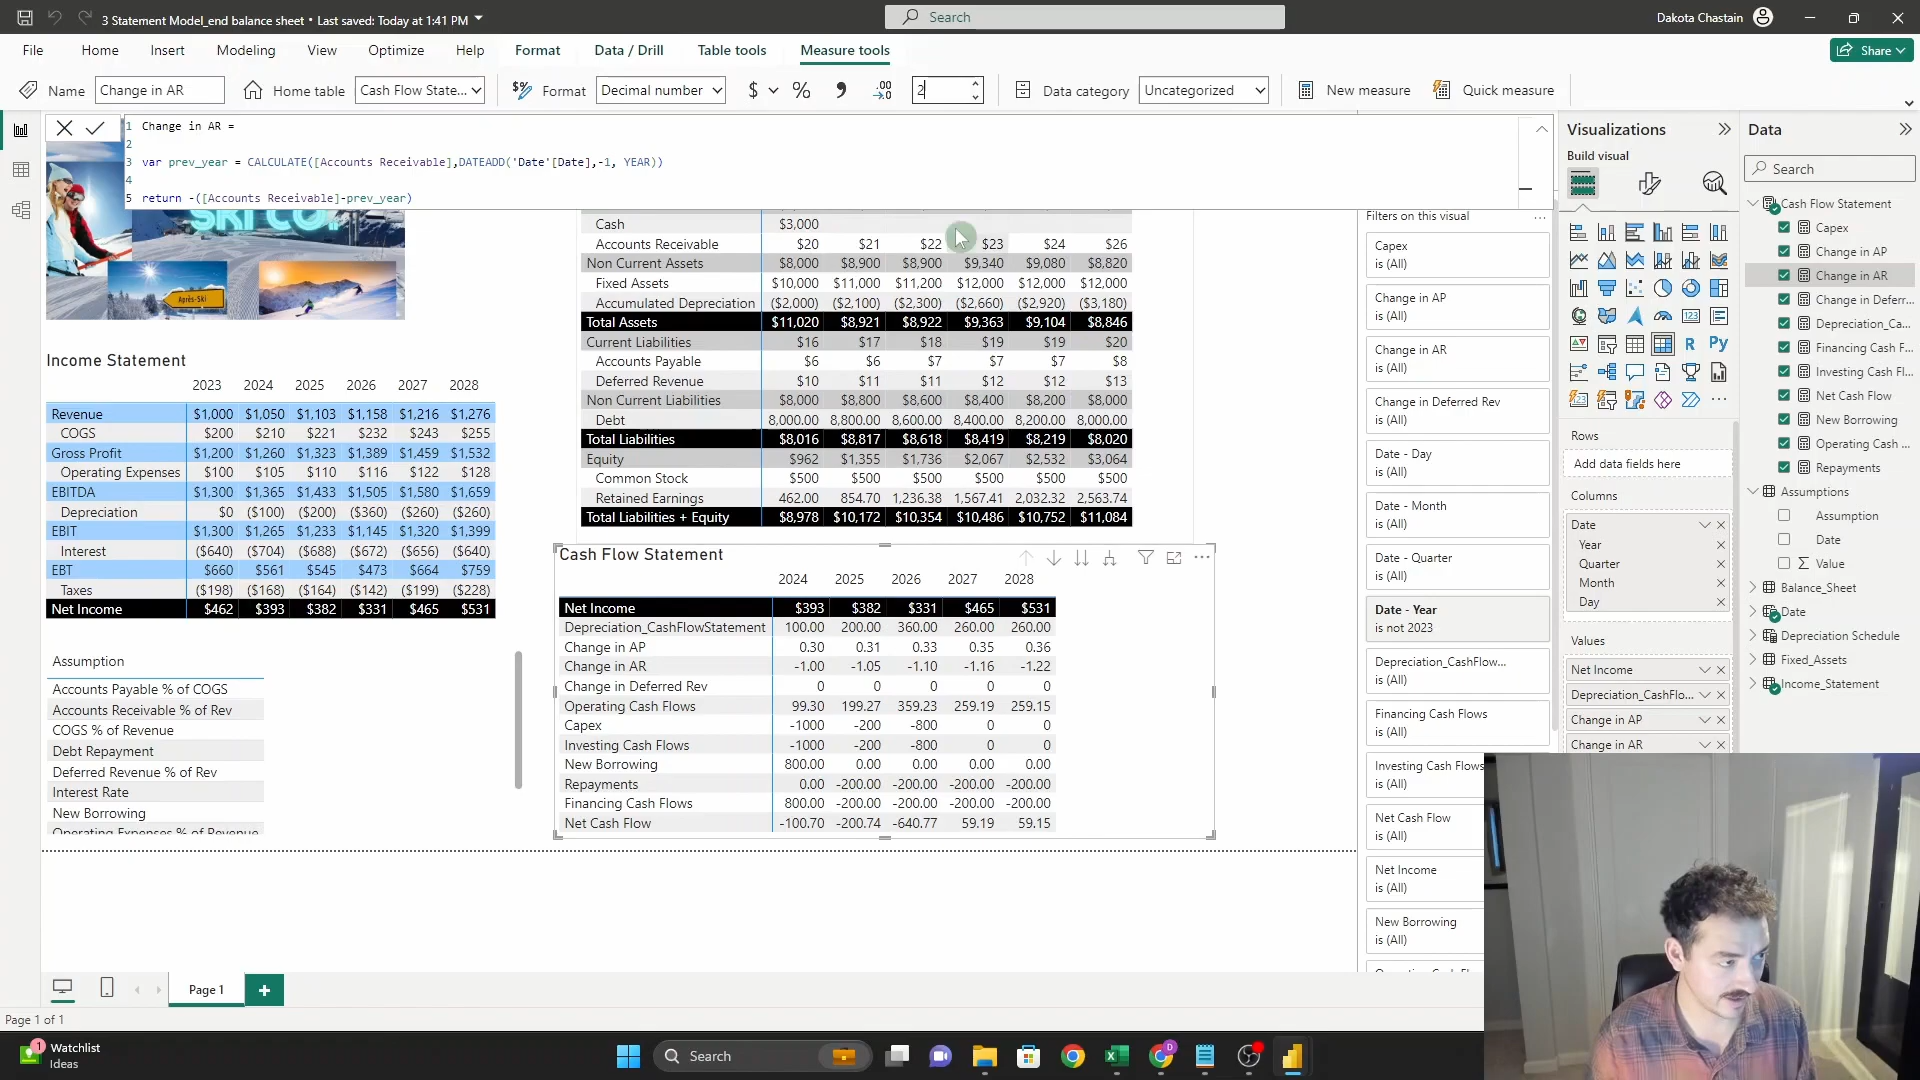 3 Statement Model_end balance sheet • Last saved: Today at 1:41 PM
Search
Dakota Chastain
File Home Insert Modeling View Optimize Help Format Data / Drill Table tools Measure tools
Share
Name Change in AR Home table Cash Flow State... Format Decimal number $ % 2 Data category Uncategorized New measure Quick measure
1 Change in AR =
2
3 var prev_year = CALCULATE([Accounts Receivable],DATEADD('Date'[Date],-1, YEAR))
4
5 return -([Accounts Receivable]-prev_year)
SKI CO.
Après-Ski
Cash $3,000
Accounts Receivable $20 $21 $22 $23 $24 $26
Non Current Assets $8,000 $8,900 $8,900 $9,340 $9,080 $8,820
Fixed Assets $10,000 $11,000 $11,200 $12,000 $12,000 $12,000
Accumulated Depreciation ($2,000) ($2,100) ($2,300) ($2,660) ($2,920) ($3,180)
Total Assets $11,020 $8,921 $8,922 $9,363 $9,104 $8,846
Current Liabilities $16 $17 $18 $19 $19 $20
Accounts Payable $6 $6 $7 $7 $7 $8
Deferred Revenue $10 $11 $11 $12 $12 $13
Non Current Liabilities $8,000 $8,800 $8,600 $8,400 $8,200 $8,000
Debt 8,000.00 8,800.00 8,600.00 8,400.00 8,200.00 8,000.00
Total Liabilities $8,016 $8,817 $8,618 $8,419 $8,219 $8,020
Equity $962 $1,355 $1,736 $2,067 $2,532 $3,064
Common Stock $500 $500 $500 $500 $500 $500
Retained Earnings 462.00 854.70 1,236.38 1,567.41 2,032.32 2,563.74
Total Liabilities + Equity $8,978 $10,172 $10,354 $10,486 $10,752 $11,084
Income Statement
2023 2024 2025 2026 2027 2028
Revenue $1,000 $1,050 $1,103 $1,158 $1,216 $1,276
COGS $200 $210 $221 $232 $243 $255
Gross Profit $1,200 $1,260 $1,323 $1,389 $1,459 $1,532
Operating Expenses $100 $105 $110 $116 $122 $128
EBITDA $1,300 $1,365 $1,433 $1,505 $1,580 $1,659
Depreciation $0 ($100) ($200) ($360) ($260) ($260)
EBIT $1,300 $1,265 $1,233 $1,145 $1,320 $1,399
Interest ($640) ($704) ($688) ($672) ($656) ($640)
EBT $660 $561 $545 $473 $664 $759
Taxes ($198) ($168) ($164) ($142) ($199) ($228)
Net Income $462 $393 $382 $331 $465 $531
Assumption
Accounts Payable % of COGS
Accounts Receivable % of Rev
COGS % of Revenue
Debt Repayment
Deferred Revenue % of Rev
Interest Rate
New Borrowing
Operating Expenses % of Revenue
Cash Flow Statement
2024 2025 2026 2027 2028
Net Income $393 $382 $331 $465 $531
Depreciation_CashFlowStatement 100.00 200.00 360.00 260.00 260.00
Change in AP 0.30 0.31 0.33 0.35 0.36
Change in AR -1.00 -1.05 -1.10 -1.16 -1.22
Change in Deferred Rev 0 0 0 0 0
Operating Cash Flows 99.30 199.27 359.23 259.19 259.15
Capex -1000 -200 -800 0 0
Investing Cash Flows -1000 -200 -800 0 0
New Borrowing 800.00 0.00 0.00 0.00 0.00
Repayments 0.00 -200.00 -200.00 -200.00 -200.00
Financing Cash Flows 800.00 -200.00 -200.00 -200.00 -200.00
Net Cash Flow -100.70 -200.74 -640.77 59.19 59.15
Filters on this visual
Capex
is (All)
Change in AP
is (All)
Change in AR
is (All)
Change in Deferred Rev
is (All)
Date - Day
is (All)
Date - Month
is (All)
Date - Quarter
is (All)
Date - Year
is not 2023
Depreciation_CashFlow...
is (All)
Financing Cash Flows
is (All)
Investing Cash Flows
is (All)
Net Cash Flow
is (All)
Net Income
is (All)
New Borrowing
is (All)
Visualizations
Build visual
R
Py
123
Rows
Add data fields here
Columns
Date
Year
Quarter
Month
Day
Values
Net Income
Depreciation_CashFlo...
Change in AP
Change in AR
Data
Search
Cash Flow Statement
Capex
Change in AP
Change in AR
Change in Deferr...
Depreciation_Ca...
Financing Cash F...
Investing Cash Fl...
Net Cash Flow
New Borrowing
Operating Cash ...
Repayments
Assumptions
Assumption
Date
Σ Value
Balance_Sheet
Date
Depreciation Schedule
Fixed_Assets
Income_Statement
Page 1
Page 1 of 1
1
Watchlist
Ideas
Search
D